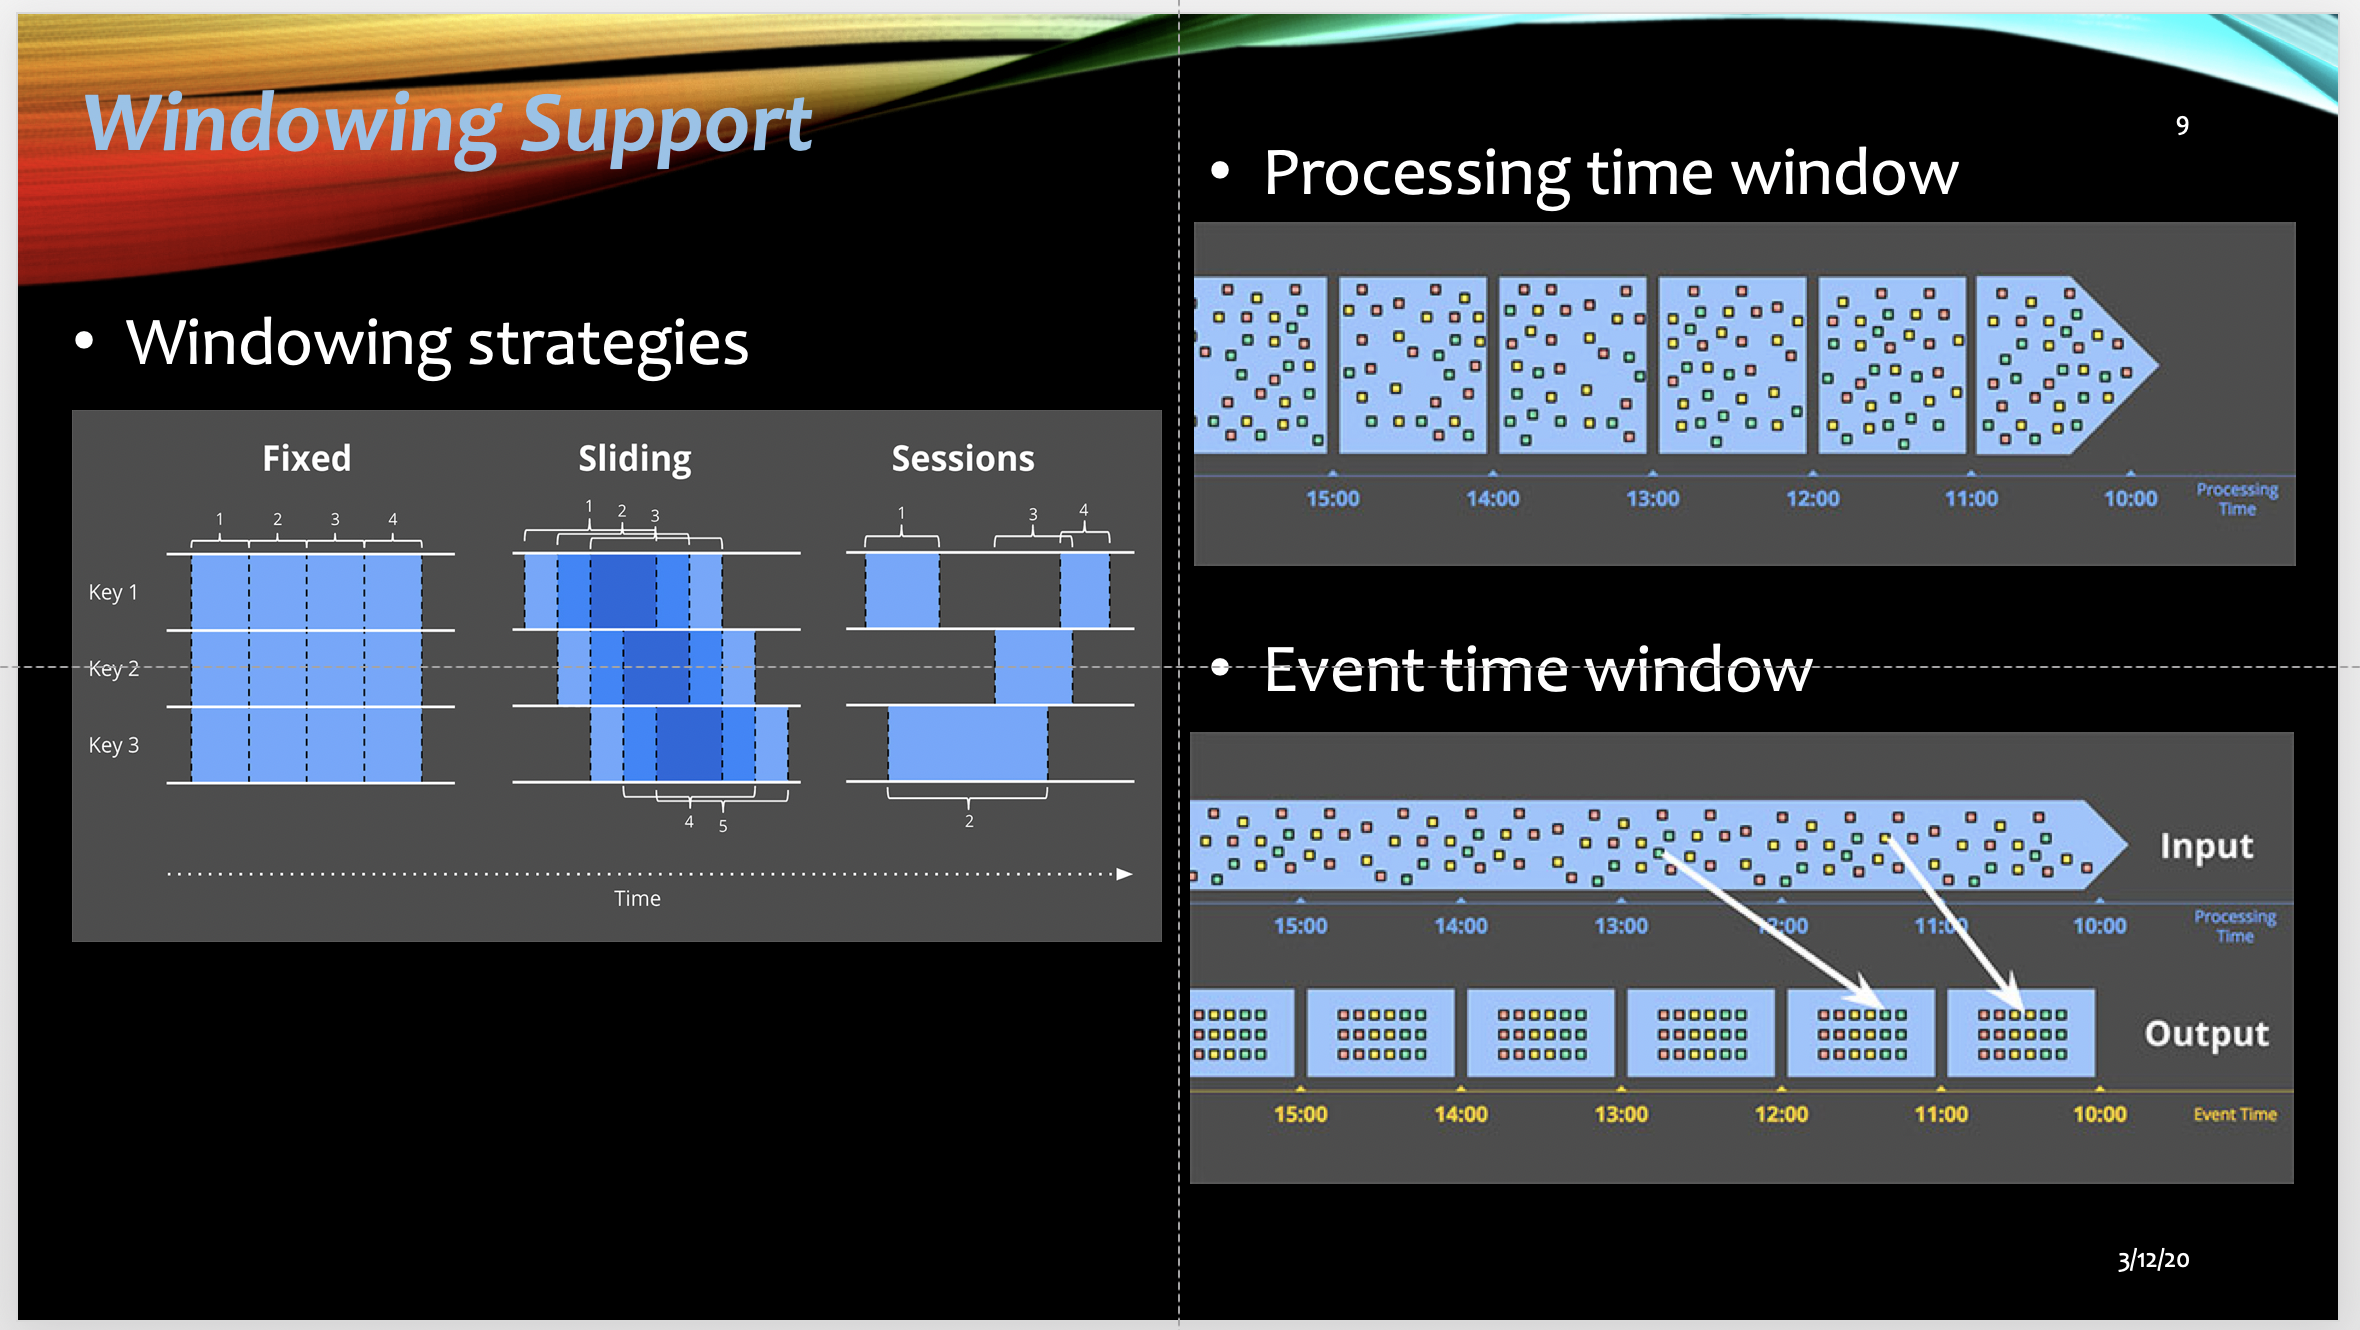 Windowing Support
9
• Windowing strategies
Fixed Sliding Sessions
1 2 3 4
1 2 3
1 3 4
Key 1
Key 2
Key 3
4 5
2
Time
• Processing time window
15:00 14:00 13:00 12:00 11:00 10:00
Processing
Time
• Event time window
Input
15:00 14:00 13:00 12:00 11:00 10:00
Processing
Time
Output
15:00 14:00 13:00 12:00 11:00 10:00 Event Time
3/12/20